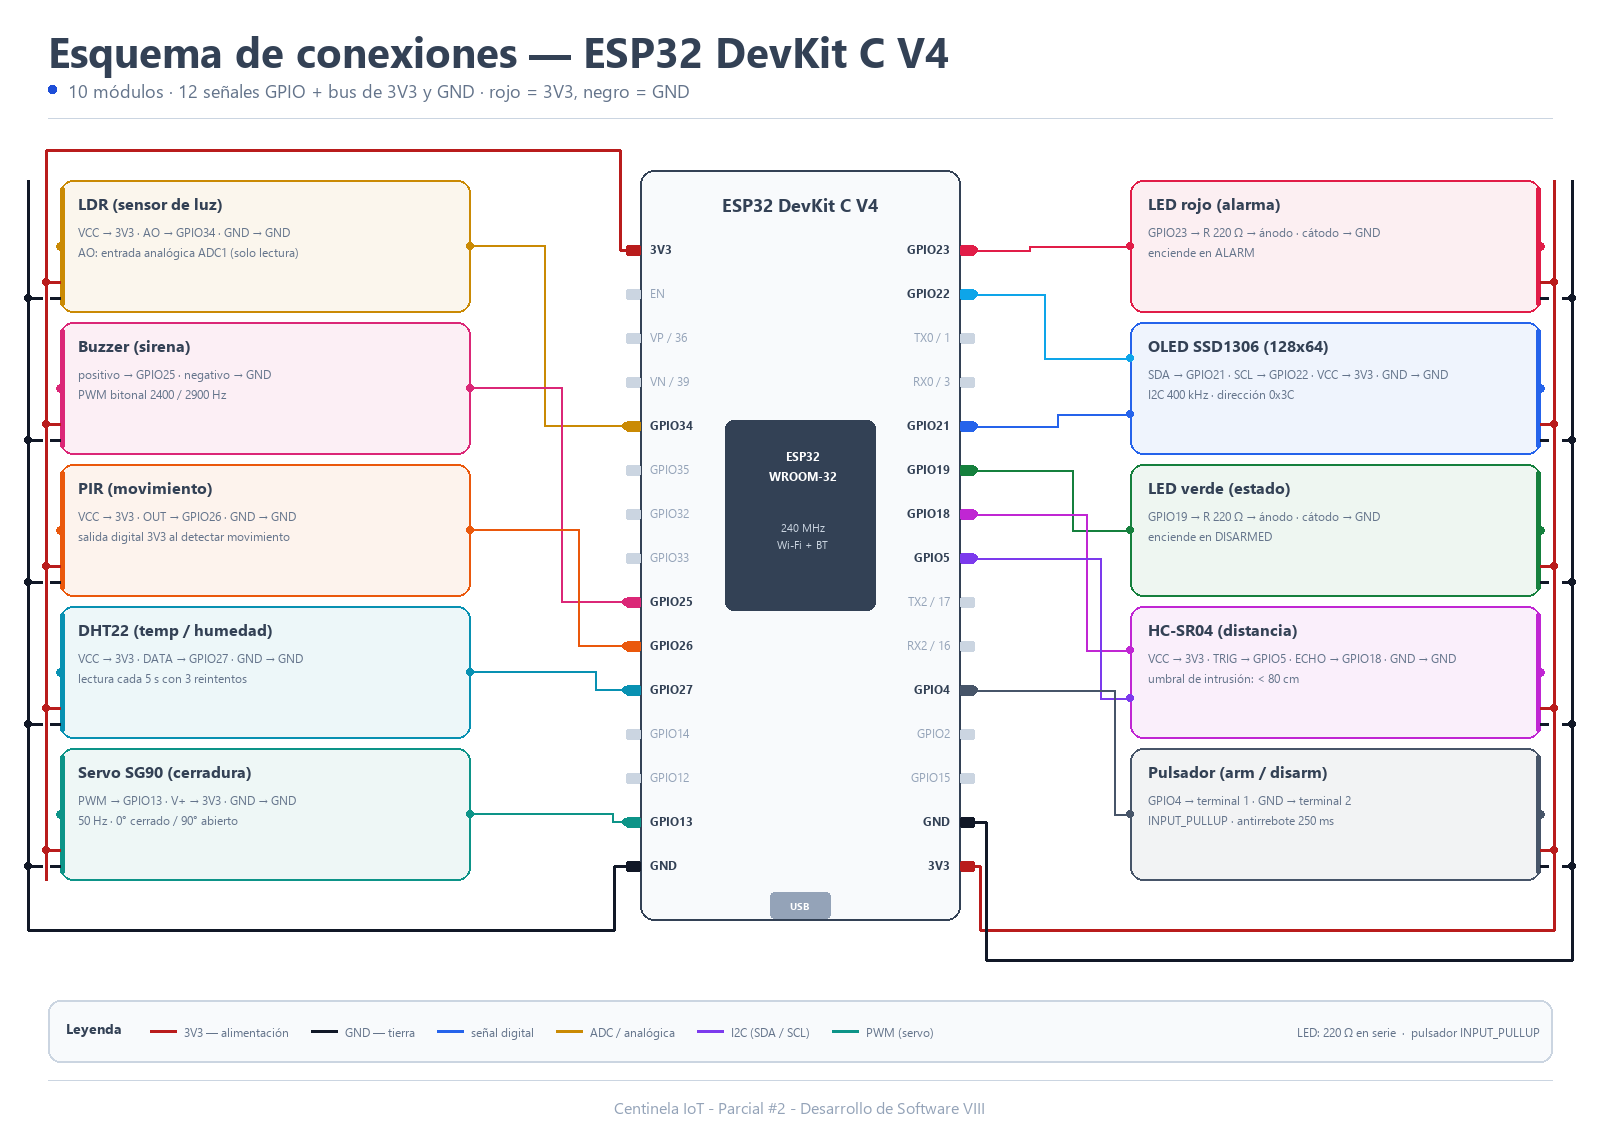 Esquema de conexiones — ESP32 DevKit C V4
10 módulos · 12 señales GPIO + bus de 3V3 y GND · rojo = 3V3, negro = GND
LDR (sensor de luz)
VCC → 3V3 · AO → GPIO34 · GND → GND
AO: entrada analógica ADC1 (solo lectura)
Buzzer (sirena)
positivo → GPIO25 · negativo → GND
PWM bitonal 2400 / 2900 Hz
PIR (movimiento)
VCC → 3V3 · OUT → GPIO26 · GND → GND
salida digital 3V3 al detectar movimiento
DHT22 (temp / humedad)
VCC → 3V3 · DATA → GPIO27 · GND → GND
lectura cada 5 s con 3 reintentos
Servo SG90 (cerradura)
PWM → GPIO13 · V+ → 3V3 · GND → GND
50 Hz · 0° cerrado / 90° abierto
ESP32 DevKit C V4
3V3
EN
VP / 36
VN / 39
GPIO34
GPIO35
GPIO32
GPIO33
GPIO25
GPIO26
GPIO27
GPIO14
GPIO12
GPIO13
GND
ESP32
WROOM-32
240 MHz
Wi-Fi + BT
USB
GPIO23
GPIO22
TX0 / 1
RX0 / 3
GPIO21
GPIO19
GPIO18
GPIO5
TX2 / 17
RX2 / 16
GPIO4
GPIO2
GPIO15
GND
3V3
LED rojo (alarma)
GPIO23 → R 220 Ω → ánodo · cátodo → GND
enciende en ALARM
OLED SSD1306 (128x64)
SDA → GPIO21 · SCL → GPIO22 · VCC → 3V3 · GND → GND
I2C 400 kHz · dirección 0x3C
LED verde (estado)
GPIO19 → R 220 Ω → ánodo · cátodo → GND
enciende en DISARMED
HC-SR04 (distancia)
VCC → 3V3 · TRIG → GPIO5 · ECHO → GPIO18 · GND → GND
umbral de intrusión: < 80 cm
Pulsador (arm / disarm)
GPIO4 → terminal 1 · GND → terminal 2
INPUT_PULLUP · antirrebote 250 ms
Leyenda
3V3 — alimentación
GND — tierra
señal digital
ADC / analógica
I2C (SDA / SCL)
PWM (servo)
LED: 220 Ω en serie · pulsador INPUT_PULLUP
Centinela IoT - Parcial #2 - Desarrollo de Software VIII